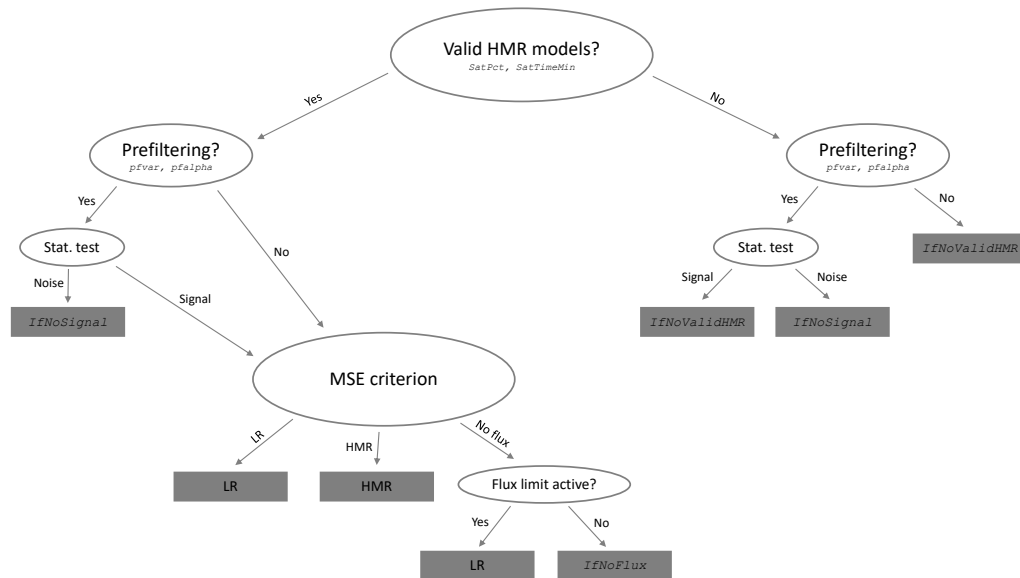 Valid HMR models?
SatPct, SatTimeMin
Yes
No
Prefiltering?
pfvar, pfalpha
Prefiltering?
pfvar, pfalpha
Yes
No
Yes
No
Stat. test
Stat. test
IfNoValidHMR
Noise
Signal
Signal
Noise
IfNoSignal
IfNoValidHMR
IfNoSignal
MSE criterion
LR
HMR
No flux
LR
HMR
Flux limit active?
Yes
No
LR
IfNoFlux